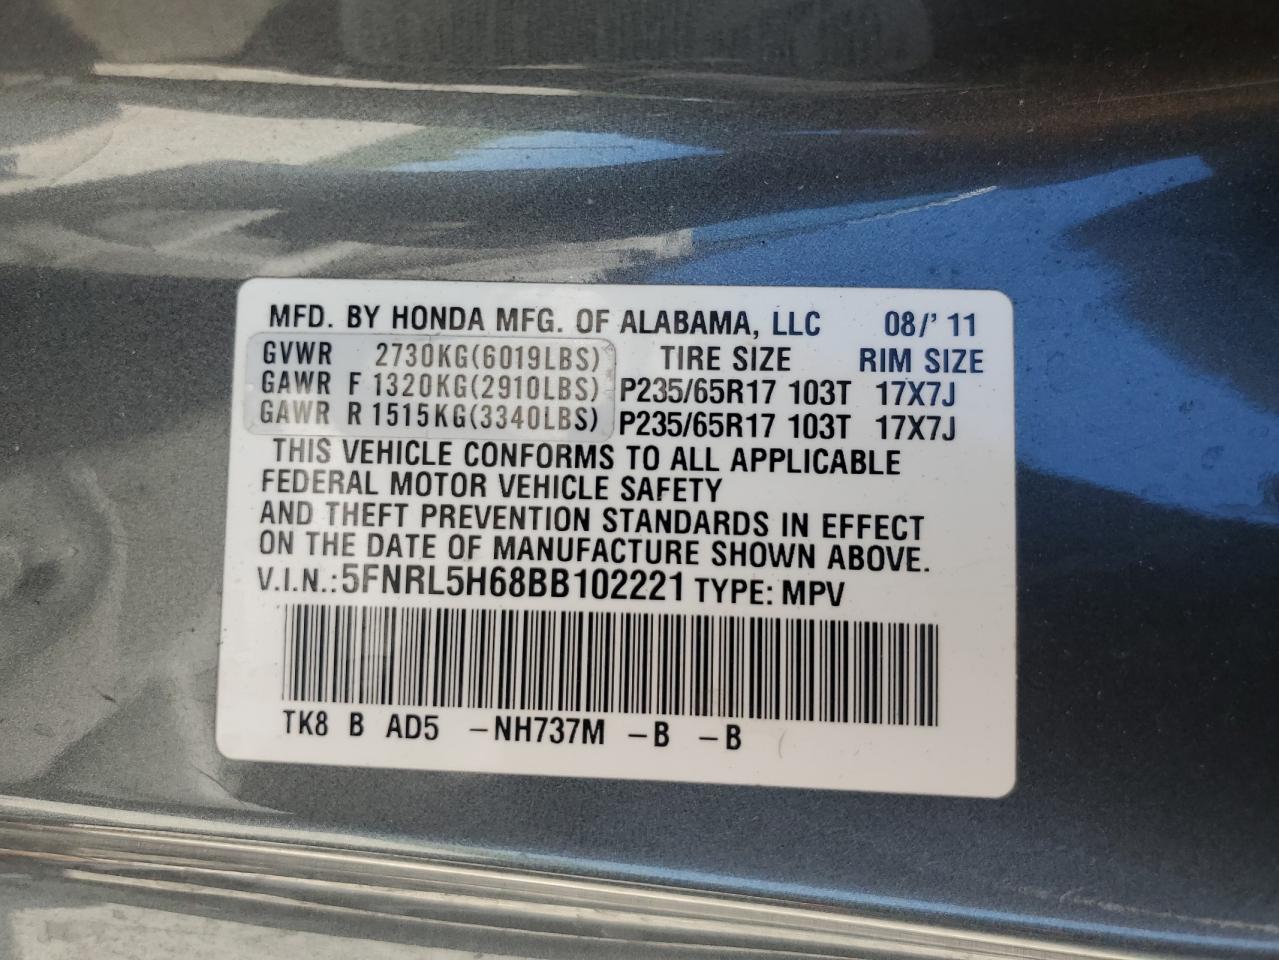 MFD. BY HONDA MFG. OF ALABAMA, LLC 08/' 11
GVWR 2730KG(6019LBS) TIRE SIZE RIM SIZE
GAWR F 1320KG(2910LBS) P235/65R17 103T 17X7J
GAWR R 1515KG(3340LBS) P235/65R17 103T 17X7J
THIS VEHICLE CONFORMS TO ALL APPLICABLE
FEDERAL MOTOR VEHICLE SAFETY
AND THEFT PREVENTION STANDARDS IN EFFECT
ON THE DATE OF MANUFACTURE SHOWN ABOVE.
V.I.N.:5FNRL5H68BB102221 TYPE: MPV
TK8 B AD5 -NH737M -B -B